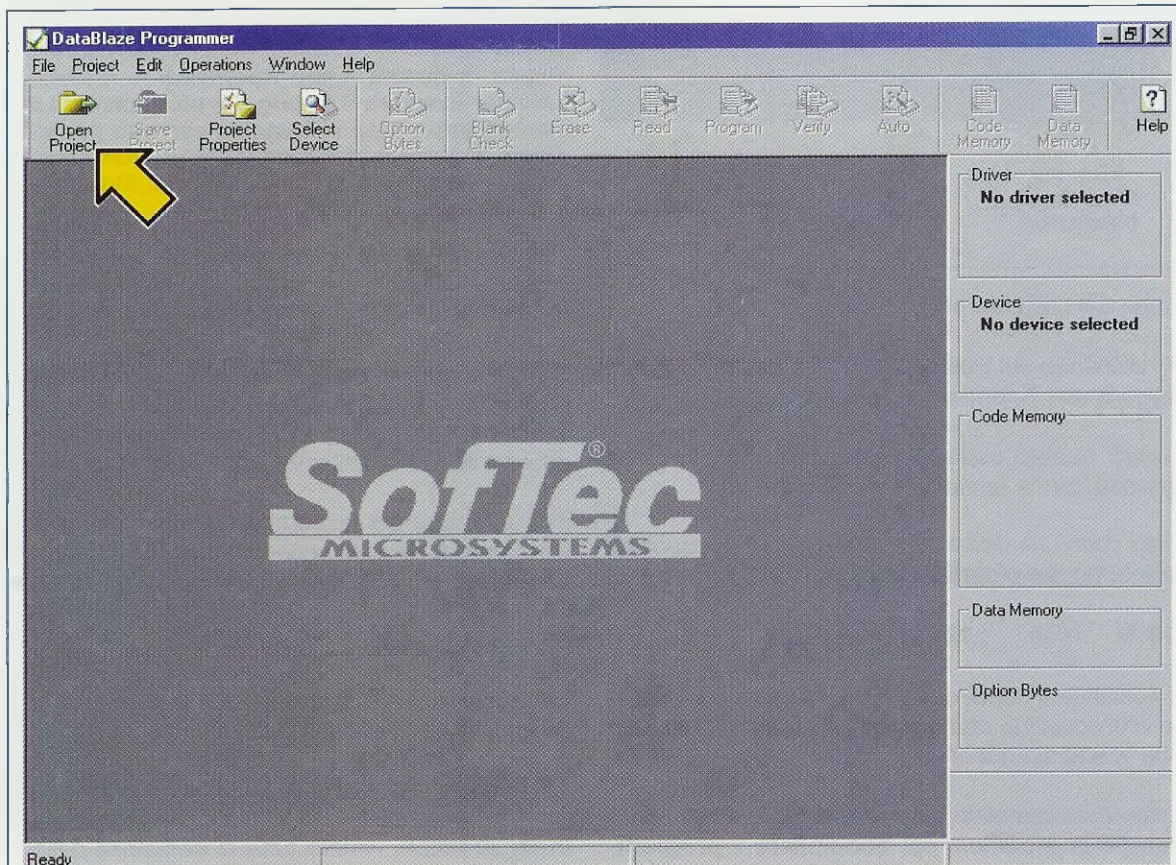 DataBlaze Programmer
File Project Edit Operations Window Help
Open Project
Save Project
Project Properties
Select Device
Option Bytes
Blank Check
Erase
Read
Program
Verify
Auto
Code Memory
Data Memory
? Help
Driver
No driver selected
Device
No device selected
Code Memory
Data Memory
Option Bytes
SofTec®
MICROSYSTEMS
Ready